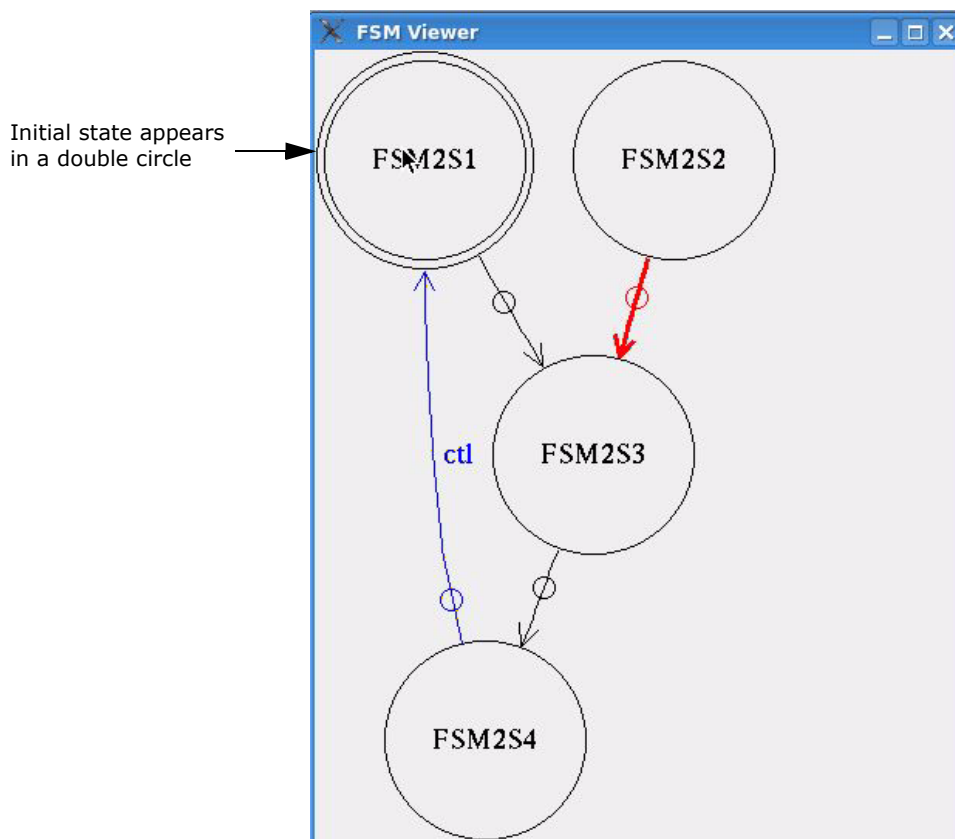 FSM Viewer
Initial state appears
in a double circle
FSM2S1
FSM2S2
ctl
FSM2S3
FSM2S4